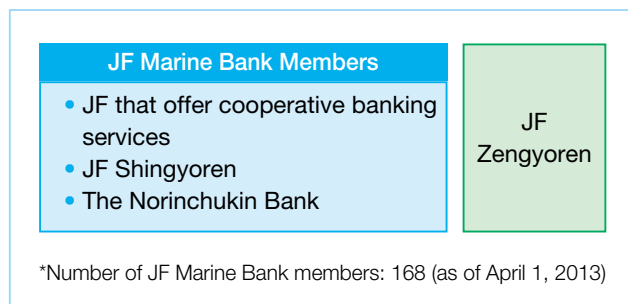 JF Marine Bank Members
• JF that offer cooperative banking
services
• JF Shingyoren
• The Norinchukin Bank
JF
Zengyoren
*Number of JF Marine Bank members: 168 (as of April 1, 2013)